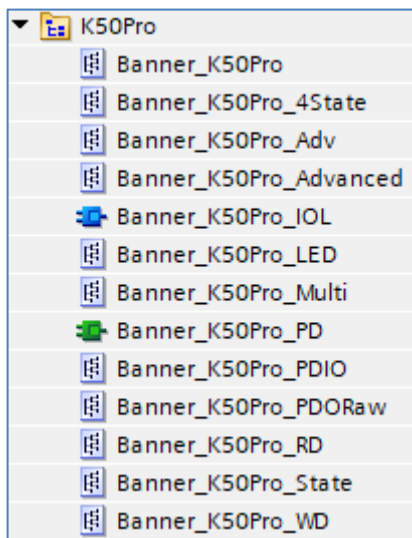 K50Pro
Banner_K50Pro
Banner_K50Pro_4State
Banner_K50Pro_Adv
Banner_K50Pro_Advanced
Banner_K50Pro_IOL
Banner_K50Pro_LED
Banner_K50Pro_Multi
Banner_K50Pro_PD
Banner_K50Pro_PDIO
Banner_K50Pro_PDORaw
Banner_K50Pro_RD
Banner_K50Pro_State
Banner_K50Pro_WD